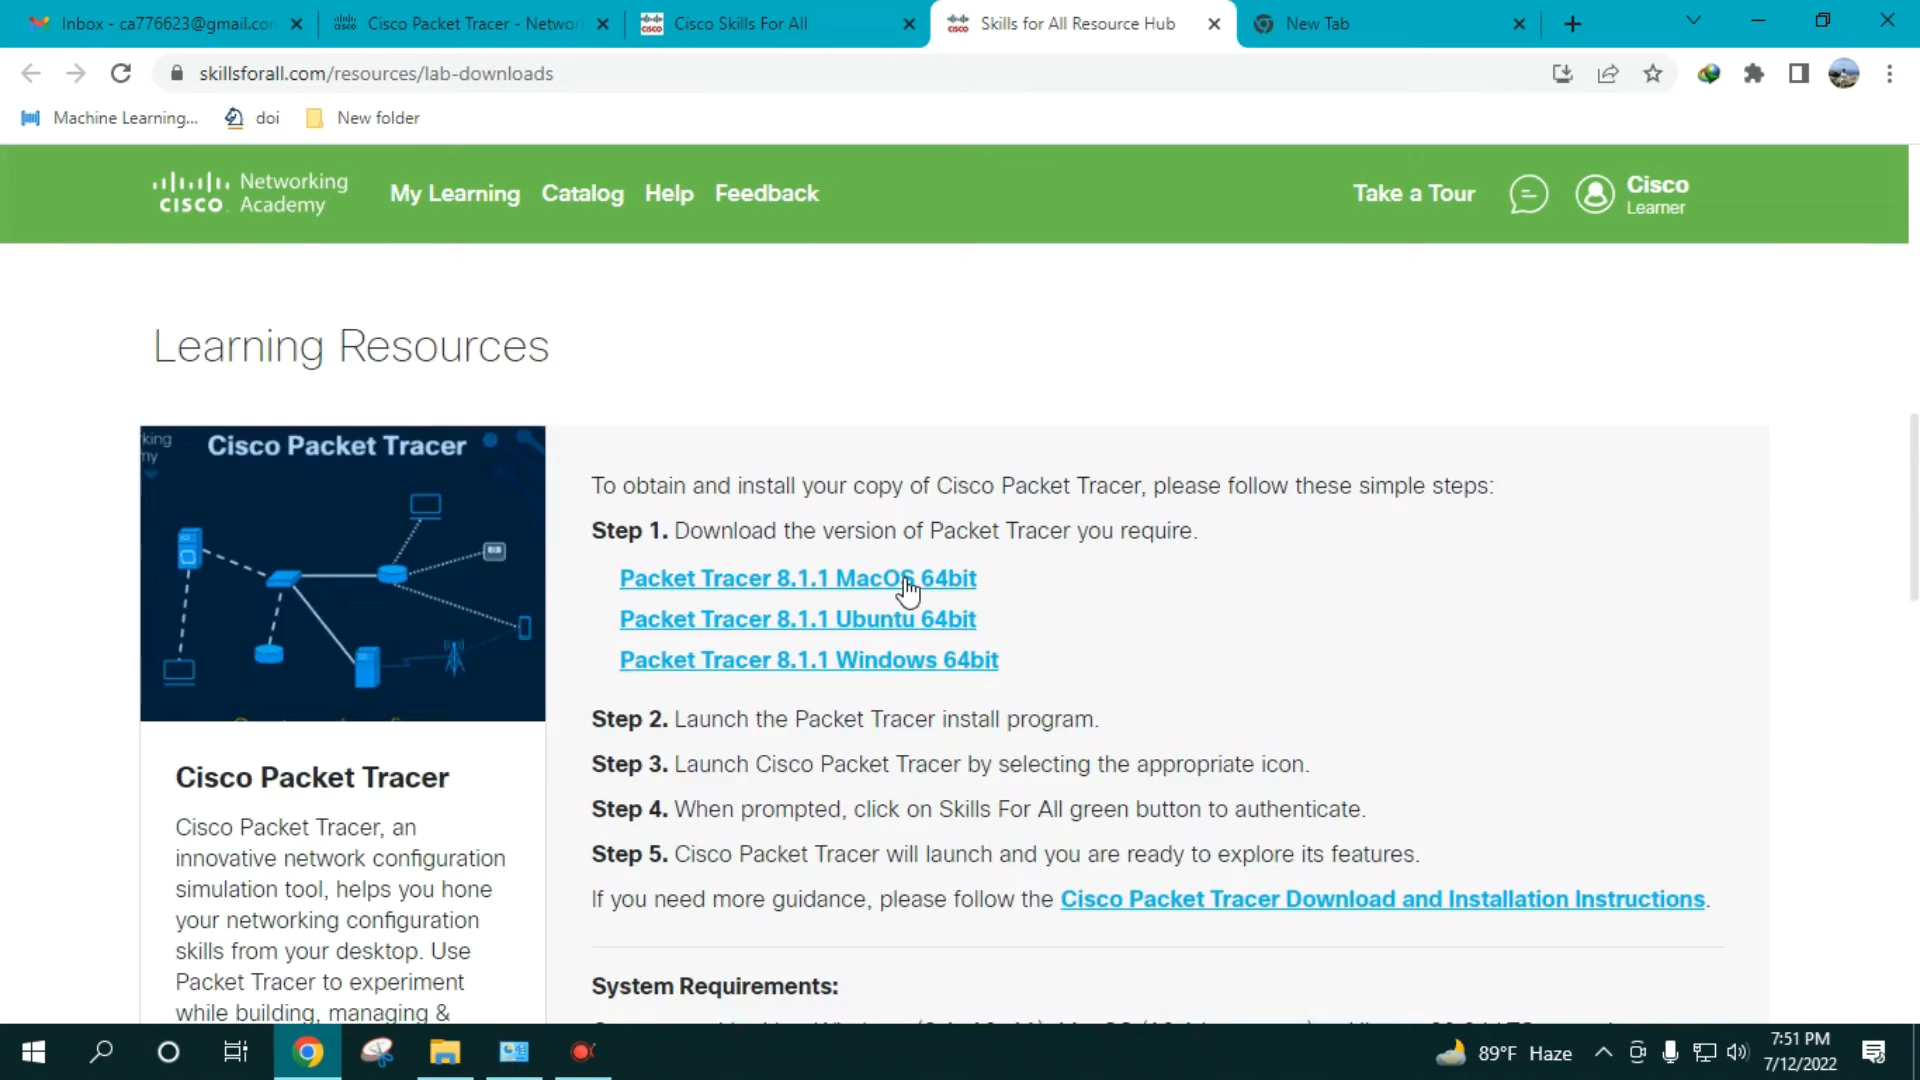 Inbox - ca776623@gmail.con
Cisco Packet Tracer - Networ
Cisco Skills For All
Skills for All Resource Hub
New Tab
skillsforall.com/resources/lab-downloads
Machine Learning...
doi
New folder
CISCO
Networking
Academy
My Learning
Catalog
Help
Feedback
Take a Tour
Cisco
Learner
Learning Resources
king
my
Cisco Packet Tracer
To obtain and install your copy of Cisco Packet Tracer, please follow these simple steps:
Step 1. Download the version of Packet Tracer you require.
Packet Tracer 8.1.1 MacOS 64bit
Packet Tracer 8.1.1 Ubuntu 64bit
Packet Tracer 8.1.1 Windows 64bit
Step 2. Launch the Packet Tracer install program.
Step 3. Launch Cisco Packet Tracer by selecting the appropriate icon.
Step 4. When prompted, click on Skills For All green button to authenticate.
Step 5. Cisco Packet Tracer will launch and you are ready to explore its features.
If you need more guidance, please follow the Cisco Packet Tracer Download and Installation Instructions.
System Requirements:
Cisco Packet Tracer
Cisco Packet Tracer, an
innovative network configuration
simulation tool, helps you hone
your networking configuration
skills from your desktop. Use
Packet Tracer to experiment
while building, managing &
89°F Haze
7:51 PM
7/12/2022